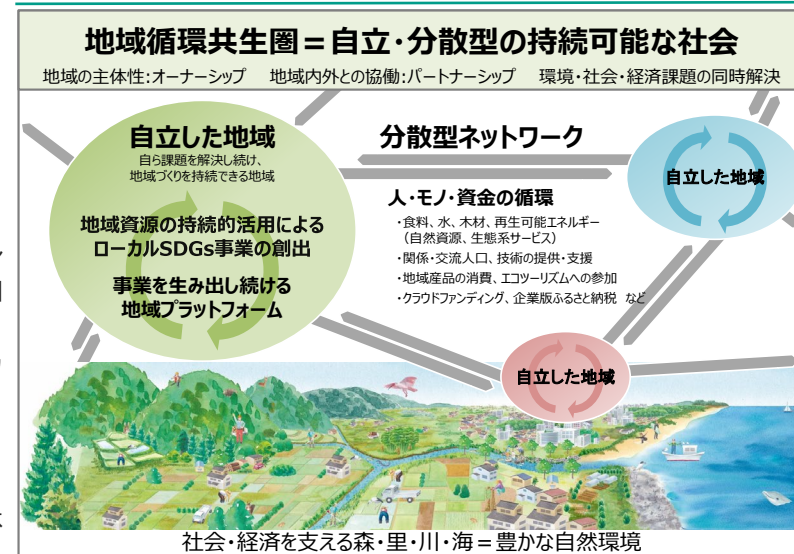 地域循環共生圏＝自立・分散型の持続可能な社会
地域の主体性:オーナーシップ　地域内外との協働:パートナーシップ　環境・社会・経済課題の同時解決
自立した地域
自ら課題を解決し続け、
地域づくりを持続できる地域
地域資源の持続的活用による
ローカルSDGs事業の創出
事業を生み出し続ける
地域プラットフォーム
分散型ネットワーク
人・モノ・資金の循環
・食料、水、木材、再生可能エネルギー
（自然資源、生態系サービス）
・関係・交流人口、技術の提供・支援
・地域産品の消費、エコツーリズムへの参加
・クラウドファンディング、企業版ふるさと納税　など
自立した地域
自立した地域
社会・経済を支える森・里・川・海＝豊かな自然環境